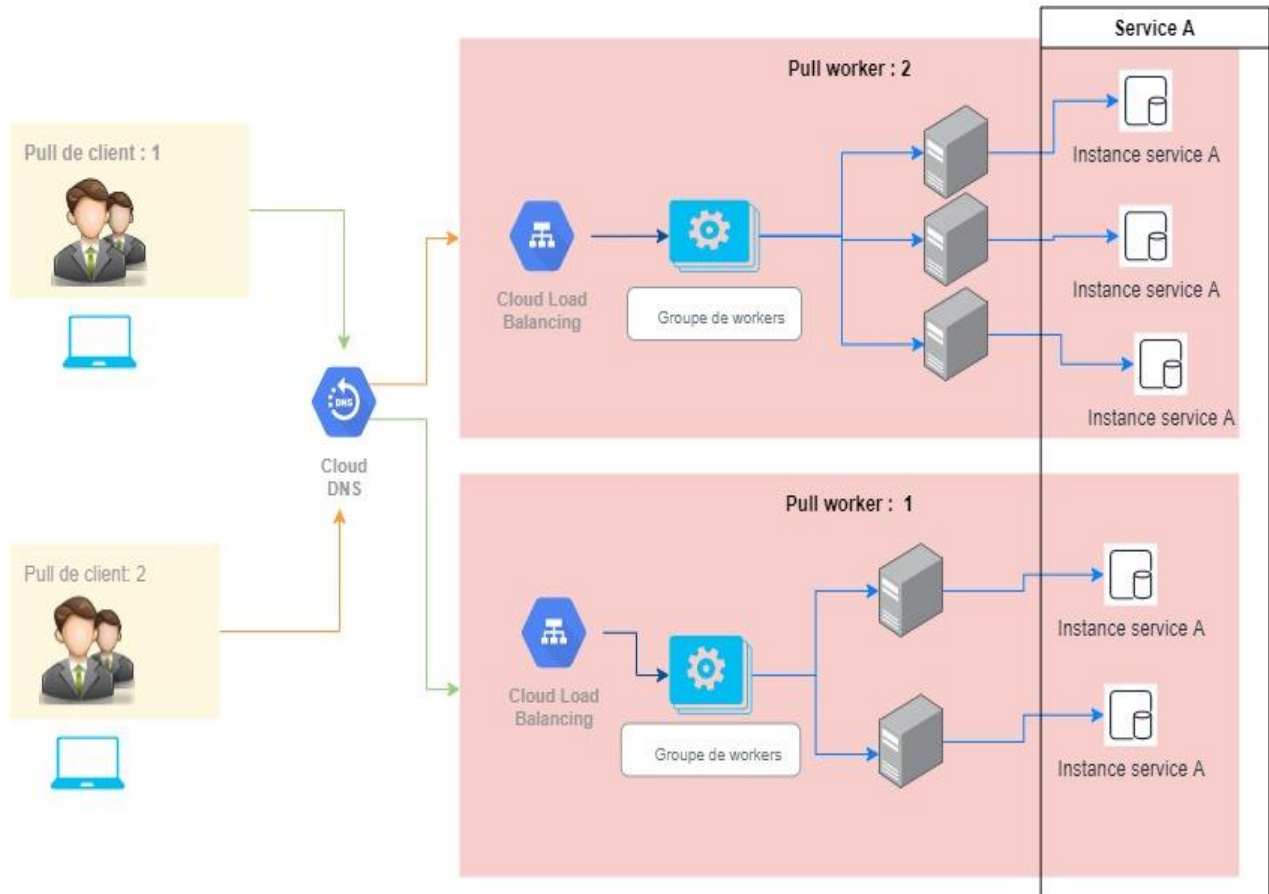 Service A
Pull worker : 2
Pull de client : 1
Instance service A
Cloud Load
Balancing
Groupe de workers
Instance service A
Instance service A
DNS
Cloud
DNS
Pull worker :  1
Pull de client: 2
Instance service A
Cloud Load
Balancing
Groupe de workers
Instance service A